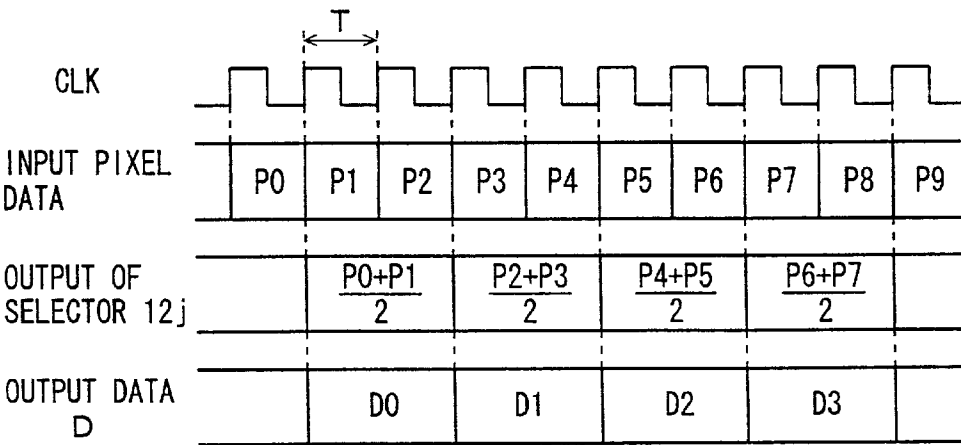 T
CLK
INPUT PIXEL
DATA
P0 P1 P2 P3 P4 P5 P6 P7 P8 P9
OUTPUT OF
SELECTOR 12j
P0+P1 P2+P3 P4+P5 P6+P7
2 2 2 2
OUTPUT DATA
D
D0 D1 D2 D3